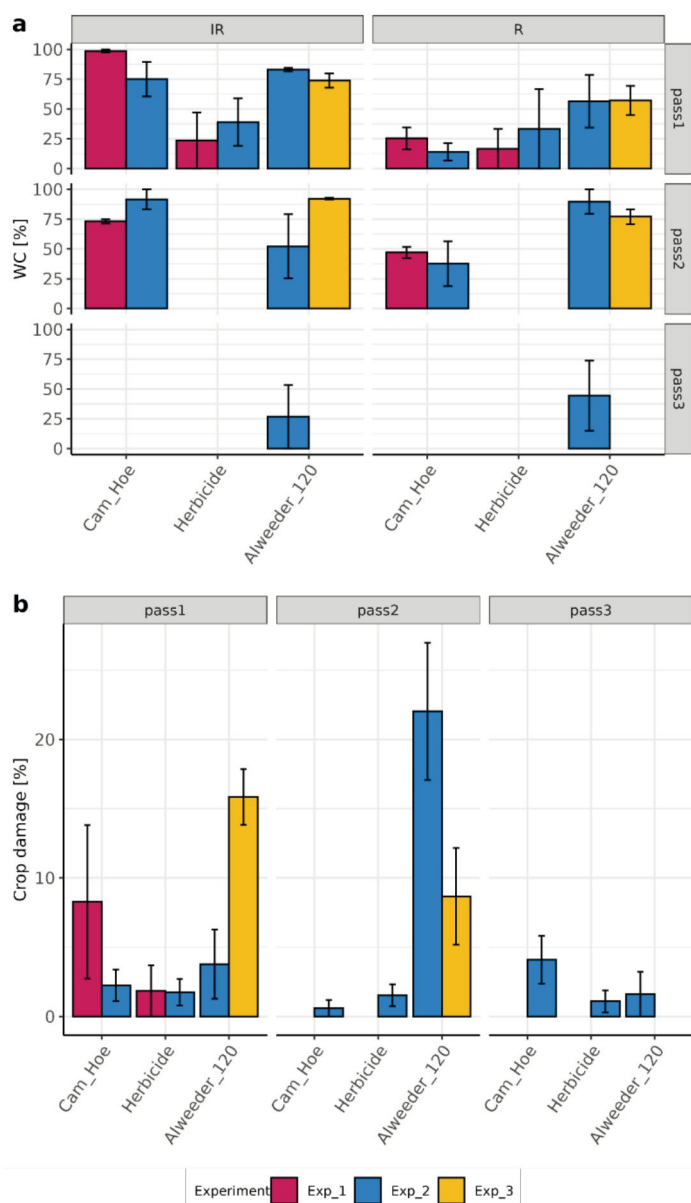 a
IR
R
100
75
50
25
0
pass1
100
75
50
25
0
pass2
100
75
50
25
0
pass3
WC [%]
Cam_Hoe
Herbicide
Alweeder_120
Cam_Hoe
Herbicide
Alweeder_120
b
pass1
pass2
pass3
20
10
0
Crop damage [%]
Cam_Hoe
Herbicide
Alweeder_120
Cam_Hoe
Herbicide
Alweeder_120
Cam_Hoe
Herbicide
Alweeder_120
Experiment Exp_1 Exp_2 Exp_3